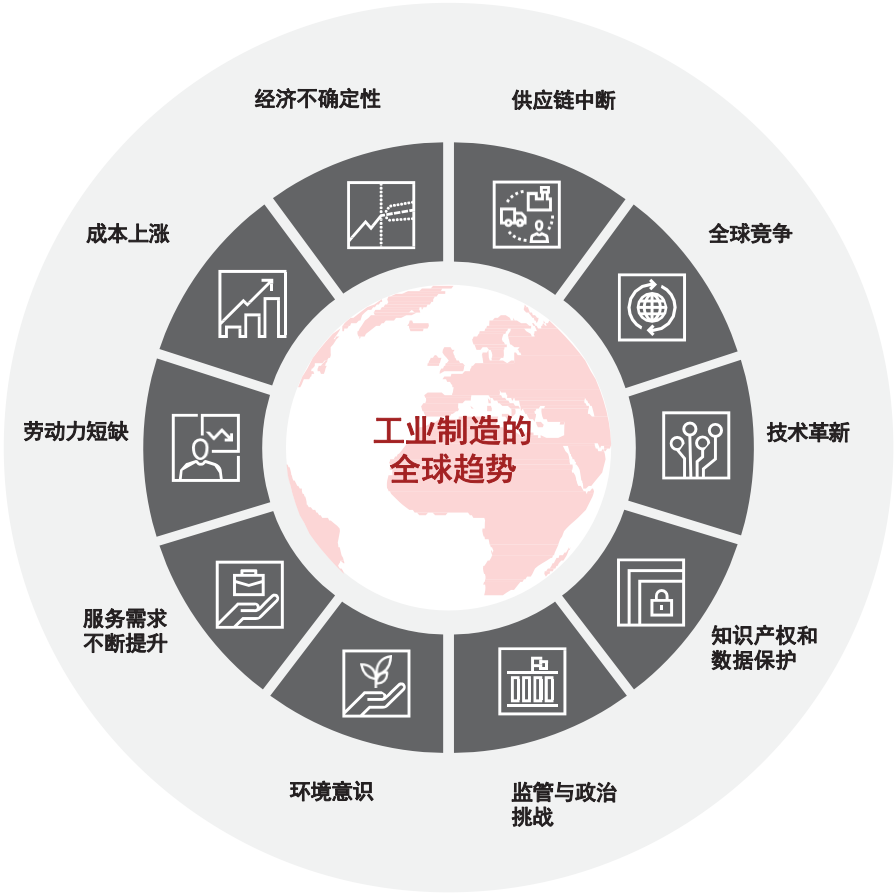 经济不确定性
供应链中断
成本上涨
全球竞争
工业制造的
全球趋势
劳动力短缺
技术革新
服务需求
不断提升
知识产权和
数据保护
环境意识
监管与政治
挑战